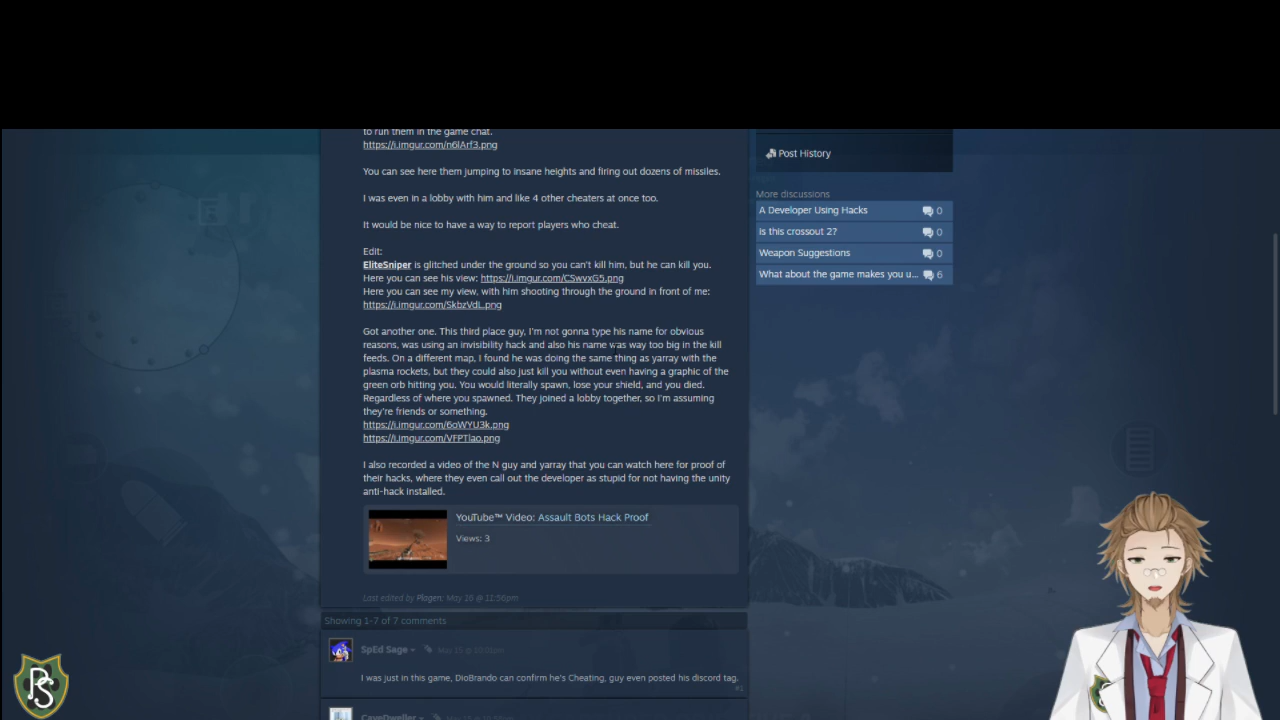 to run them in the game chat.
https://i.imgur.com/n6lArf3.png
You can see here them jumping to insane heights and firing out dozens of missiles.
I was even in a lobby with him and like 4 other cheaters at once too.
It would be nice to have a way to report players who cheat.
Edit:
EliteSniper is glitched under the ground so you can't kill him, but he can kill you.
Here you can see his view: https://i.imgur.com/CSwvxG5.png
Here you can see my view, with him shooting through the ground in front of me:
https://i.imgur.com/SkbzVdL.png
Got another one. This third place guy, I'm not gonna type his name for obvious
reasons, was using an invisibility hack and also his name was way too big in the kill
feeds. On a different map, I found he was doing the same thing as yarray with the
plasma rockets, but they could also just kill you without even having a graphic of the
green orb hitting you. You would literally spawn, lose your shield, and you died.
Regardless of where you spawned. They joined a lobby together, so I'm assuming
they're friends or something.
https://i.imgur.com/6oWYU3k.png
https://i.imgur.com/VFPTlao.png
I also recorded a video of the N guy and yarray that you can watch here for proof of
their hacks, where they even call out the developer as stupid for not having the unity
anti-hack installed.
YouTube™ Video: Assault Bots Hack Proof
Views: 3
Last edited by Plagen; May 16 @ 11:56pm
Showing 1-7 of 7 comments
SpEd Sage
May 15 @ 10:01pm
I was just in this game, DioBrando can confirm he's Cheating, guy even posted his discord tag.
#1
CaveDweller
Post History
More discussions
A Developer Using Hacks 0
Is this crossout 2? 0
Weapon Suggestions 0
What about the game makes you u... 6
PS